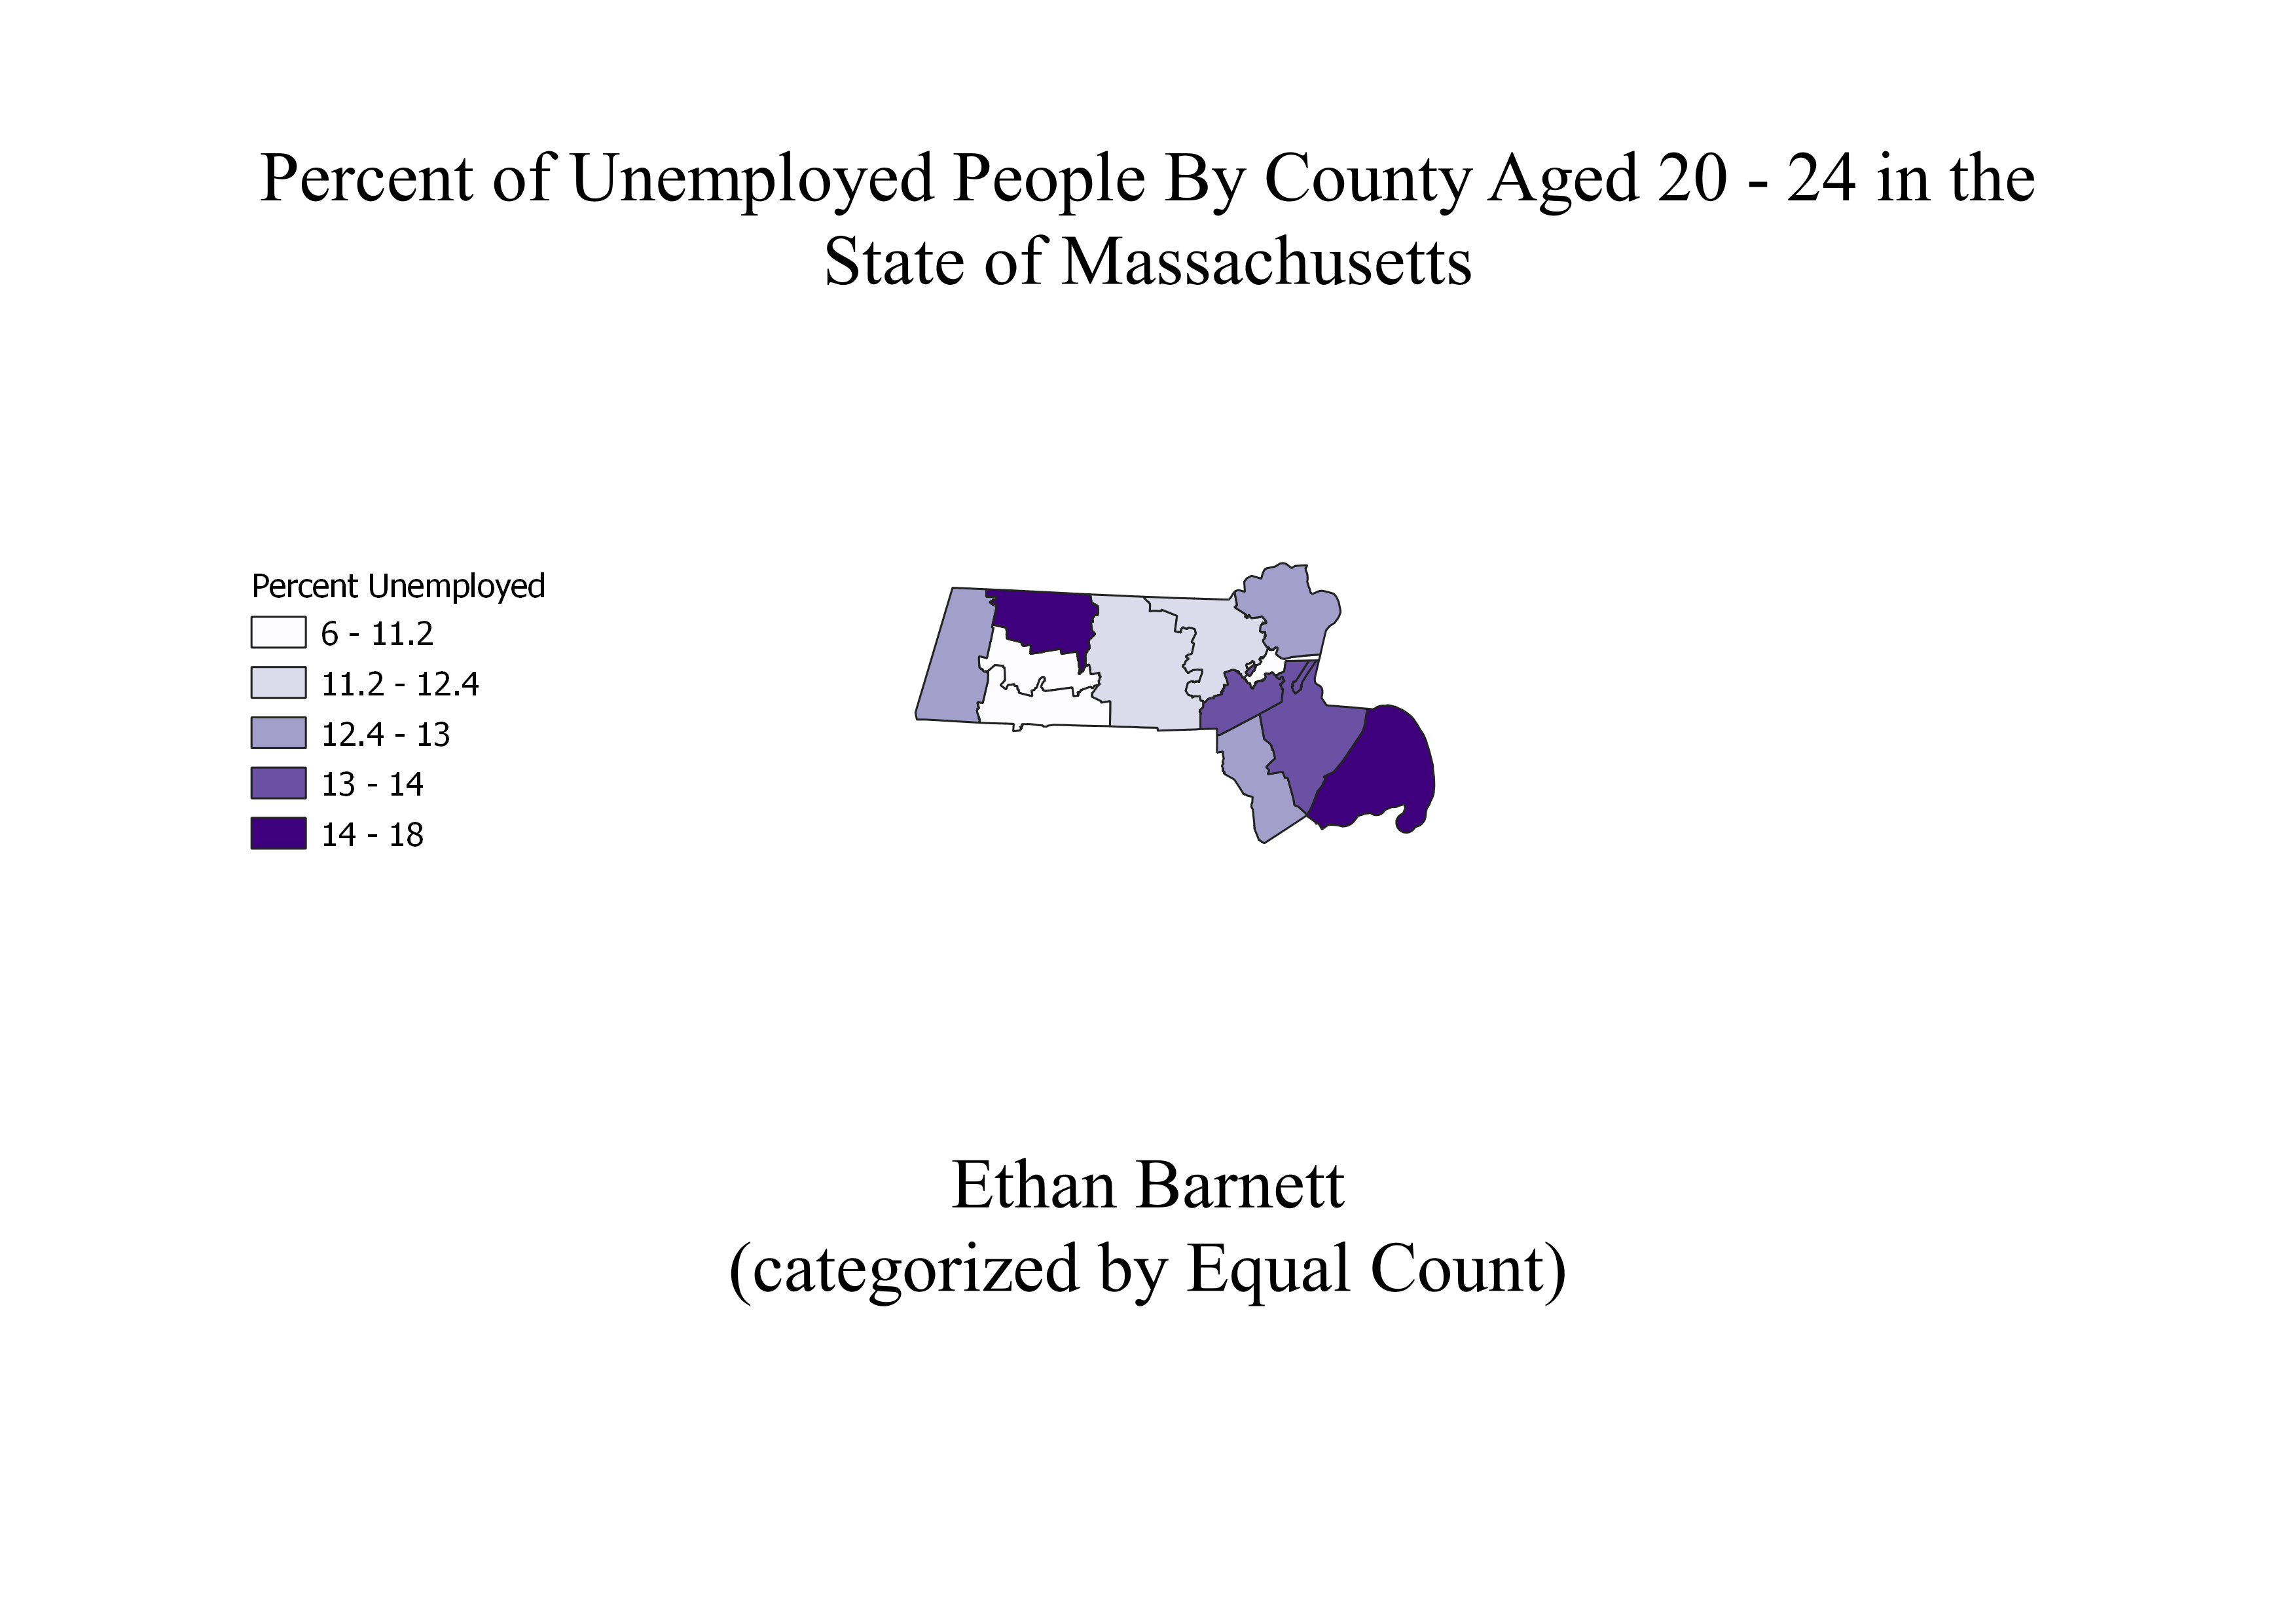 Percent of Unemployed People By County Aged 20 - 24 in the
State of Massachusetts
Percent Unemployed
6 - 11.2
11.2 - 12.4
12.4 - 13
13 - 14
14 - 18
Ethan Barnett
(categorized by Equal Count)